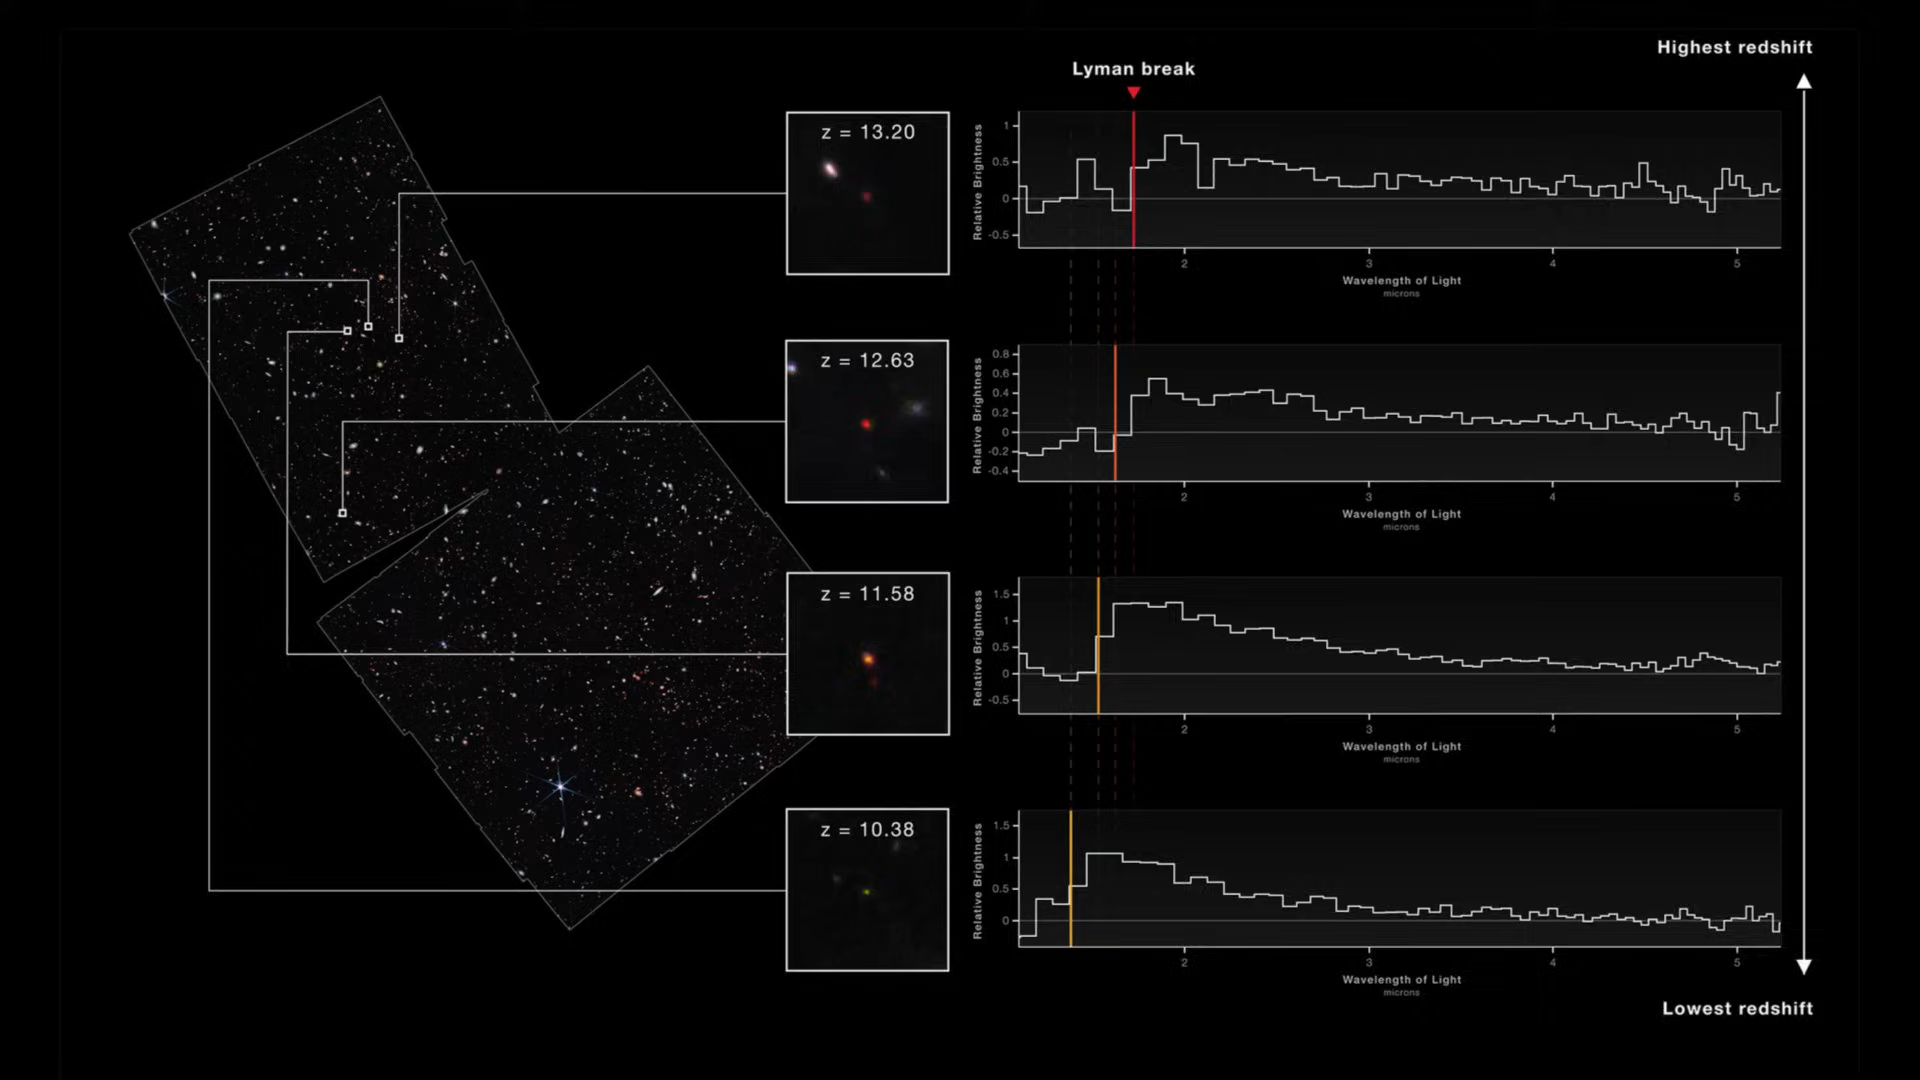 Highest redshift
Lyman break
z = 13.20
Relative Brightness
1
0.5
0
-0.5
2 3 4 5
Wavelength of Light
microns
z = 12.63
Relative Brightness
0.8
0.6
0.4
0.2
0
-0.2
-0.4
2 3 4 5
Wavelength of Light
microns
z = 11.58
Relative Brightness
1.5
1
0.5
0
-0.5
2 3 4 5
Wavelength of Light
microns
z = 10.38
Relative Brightness
1.5
1
0.5
0
2 3 4 5
Wavelength of Light
microns
Lowest redshift